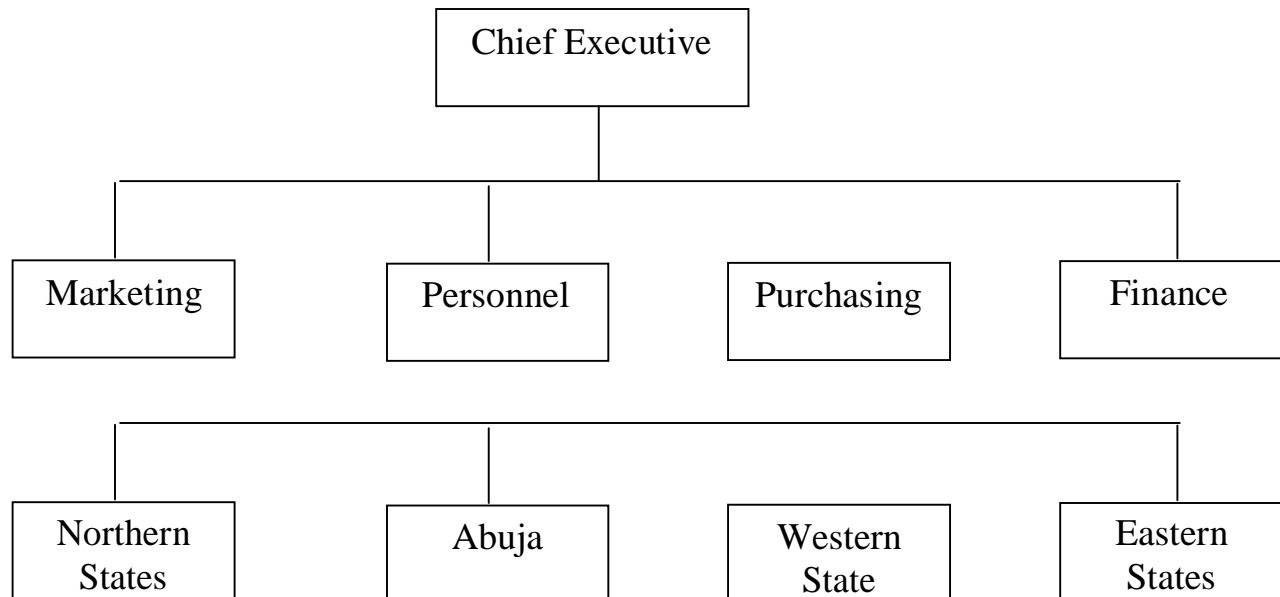 Chief Executive
Marketing
Personnel
Purchasing
Finance
Northern
States
Abuja
Western
State
Eastern
States